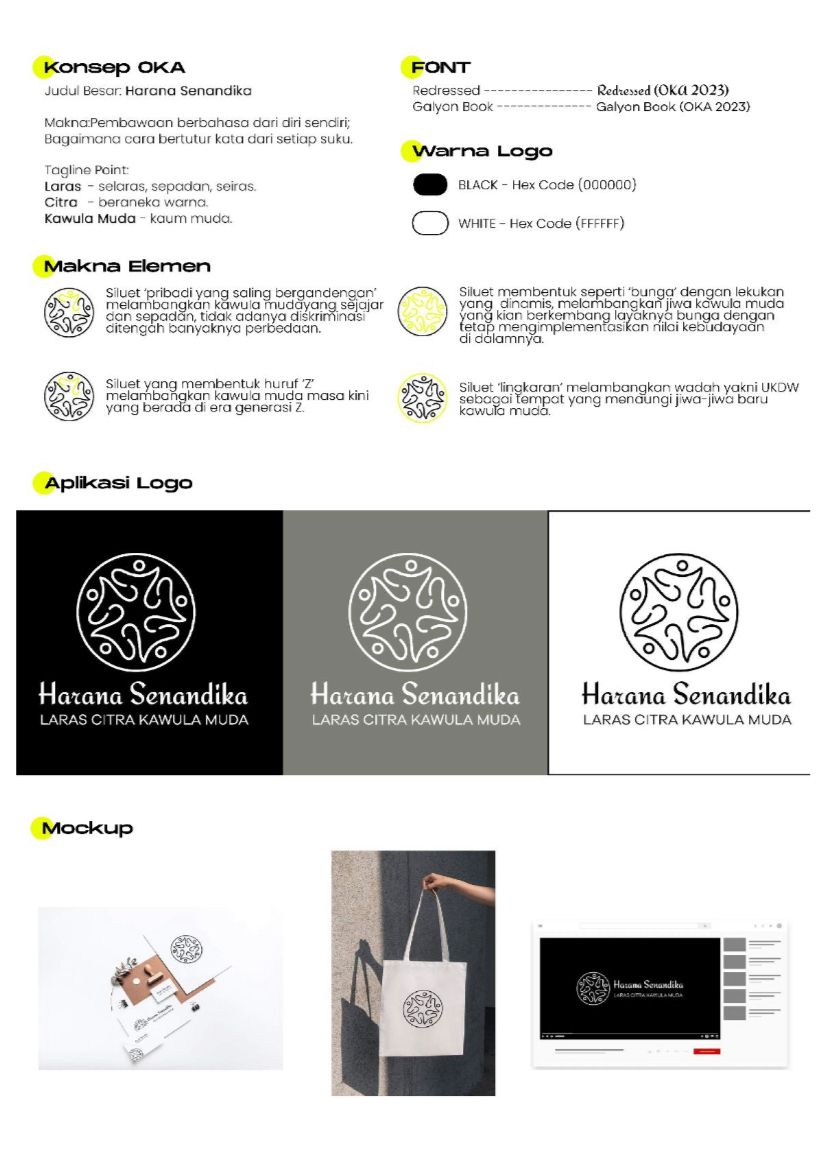 Konsep OKA
Judul Besar: Harana Senandika
Makna:Pembawaan berbahasa dari diri sendiri;
Bagaimana cara bertutur kata dari setiap suku.
Tagline Point:
Laras - selaras, sepadan, seiras.
Citra - beraneka warna.
Kawula Muda - kaum muda.
FONT
Redressed ---------------- Redressed (OKA 2023)
Galyon Book -------------- Galyon Book (OKA 2023)
Warna Logo
BLACK - Hex Code (000000)
WHITE - Hex Code (FFFFFF)
Makna Elemen
Siluet 'pribadi yang saling bergandengan'
melambangkan kawula mudayang sejajar
dan sepadan, tidak adanya diskriminasi
ditengah banyaknya perbedaan.
Siluet membentuk seperti 'bunga' dengan lekukan
yang dinamis, melambangkan jiwa kawula muda
yang kian berkembang layaknya bunga dengan
tetap mengimplementasikan nilai kebudayaan
di dalamnya.
Siluet yang membentuk huruf 'Z'
melambangkan kawula muda masa kini
yang berada di era generasi Z.
Siluet 'lingkaran' melambangkan wadah yakni UKDW
sebagai tempat yang menaungi jiwa-jiwa baru
kawula muda.
Aplikasi Logo
Harana Senandika
LARAS CITRA KAWULA MUDA
Harana Senandika
LARAS CITRA KAWULA MUDA
Harana Senandika
LARAS CITRA KAWULA MUDA
Mockup
Harana Senandika
Harana Senandika
LARAS CITRA KAWULA MUDA